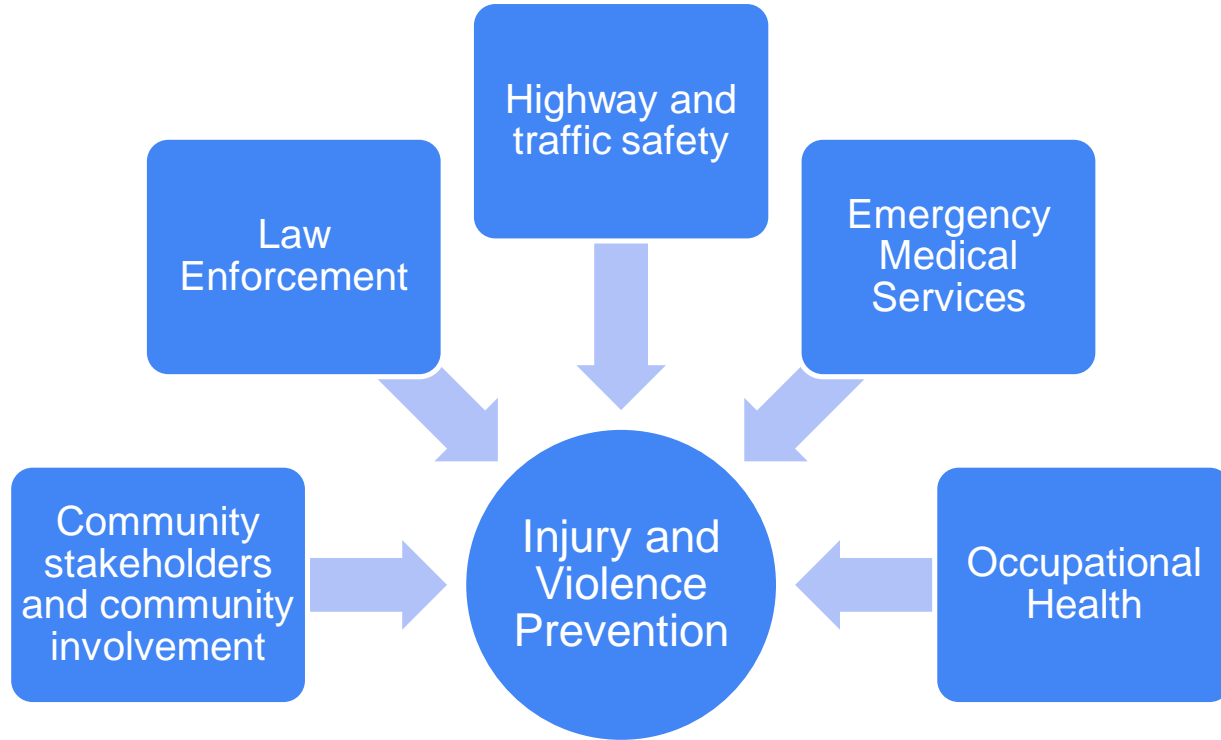 Highway and
traffic safety
Law
Enforcement
Emergency
Medical
Services
Community
stakeholders
and community
involvement
Injury and
Violence
Prevention
Occupational
Health